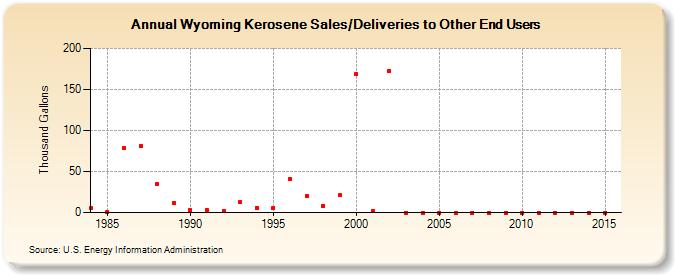 Annual Wyoming Kerosene Sales/Deliveries to Other End Users
Thousand Gallons
200
150
100
50
0
1985 1990 1995 2000 2005 2010 2015
Source: U.S. Energy Information Administration